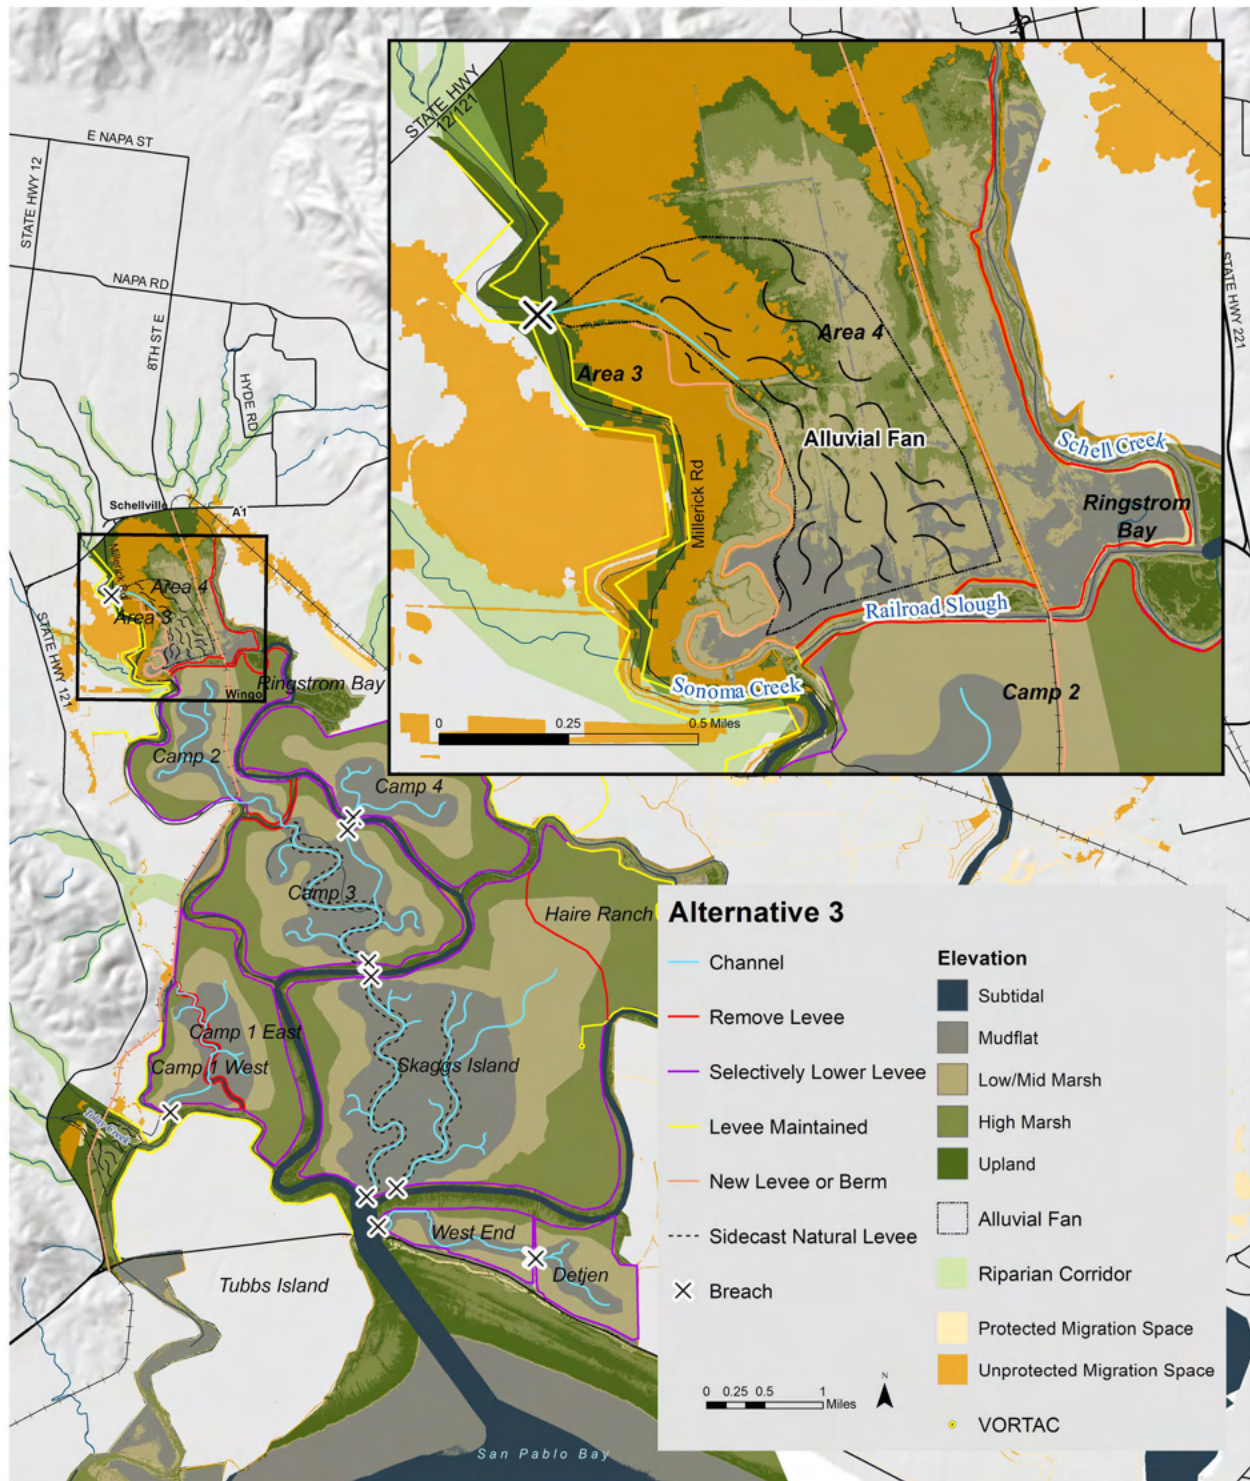 STATE HWY
12/121
E NAPA ST
STATE HWY 12
NAPA RD
8TH ST E
HYDE RD
STATE HWY 221
Area 4
Area 3
Alluvial Fan
Millerick Rd
Schell Creek
Ringstrom
Bay
Railroad Slough
Sonoma Creek
Camp 2
0 0.25 0.5 Miles
Schellville
A1
Millerick
Area 4
Area 3
STATE HWY 121
Wingo
Ringstrom Bay
Camp 2
Camp 4
Camp 3
Haire Ranch
Camp 1 East
Camp 1 West
Skaggs Island
Tolay Creek
West End
Detjen
Tubbs Island
San Pablo Bay
Alternative 3
Channel
Remove Levee
Selectively Lower Levee
Levee Maintained
New Levee or Berm
Sidecast Natural Levee
Breach
Elevation
Subtidal
Mudflat
Low/Mid Marsh
High Marsh
Upland
Alluvial Fan
Riparian Corridor
Protected Migration Space
Unprotected Migration Space
VORTAC
0 0.25 0.5 1
Miles
N